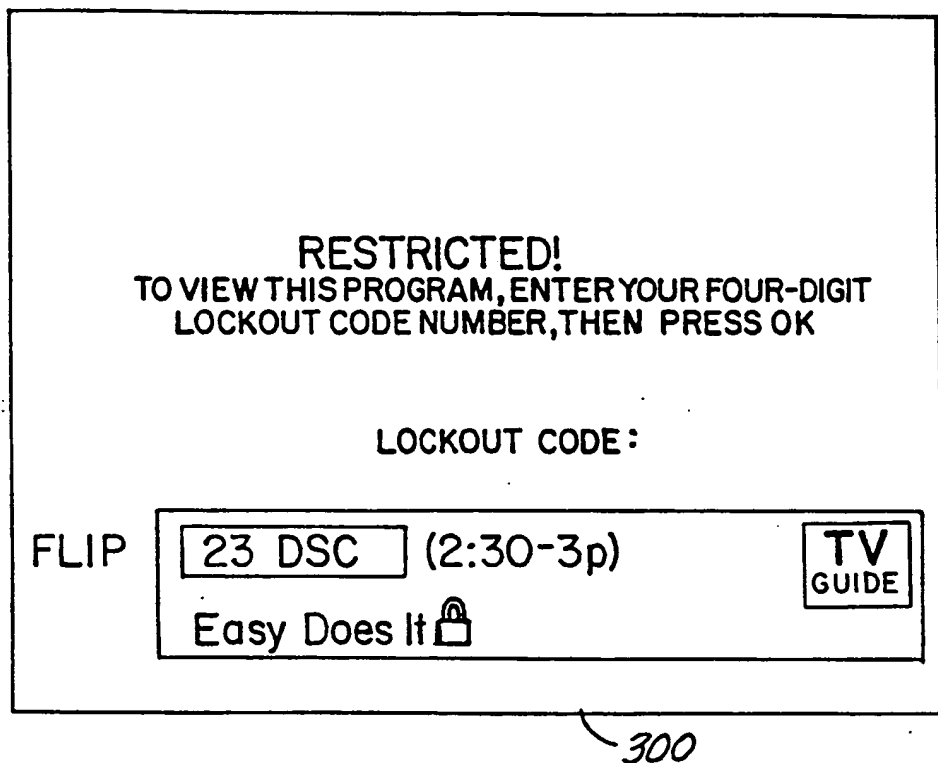 RESTRICTED!
TO VIEW THIS PROGRAM, ENTER YOUR FOUR-DIGIT
LOCKOUT CODE NUMBER, THEN PRESS OK
LOCKOUT CODE:
FLIP
23 DSC (2:30-3p)
TV
GUIDE
Easy Does It
300